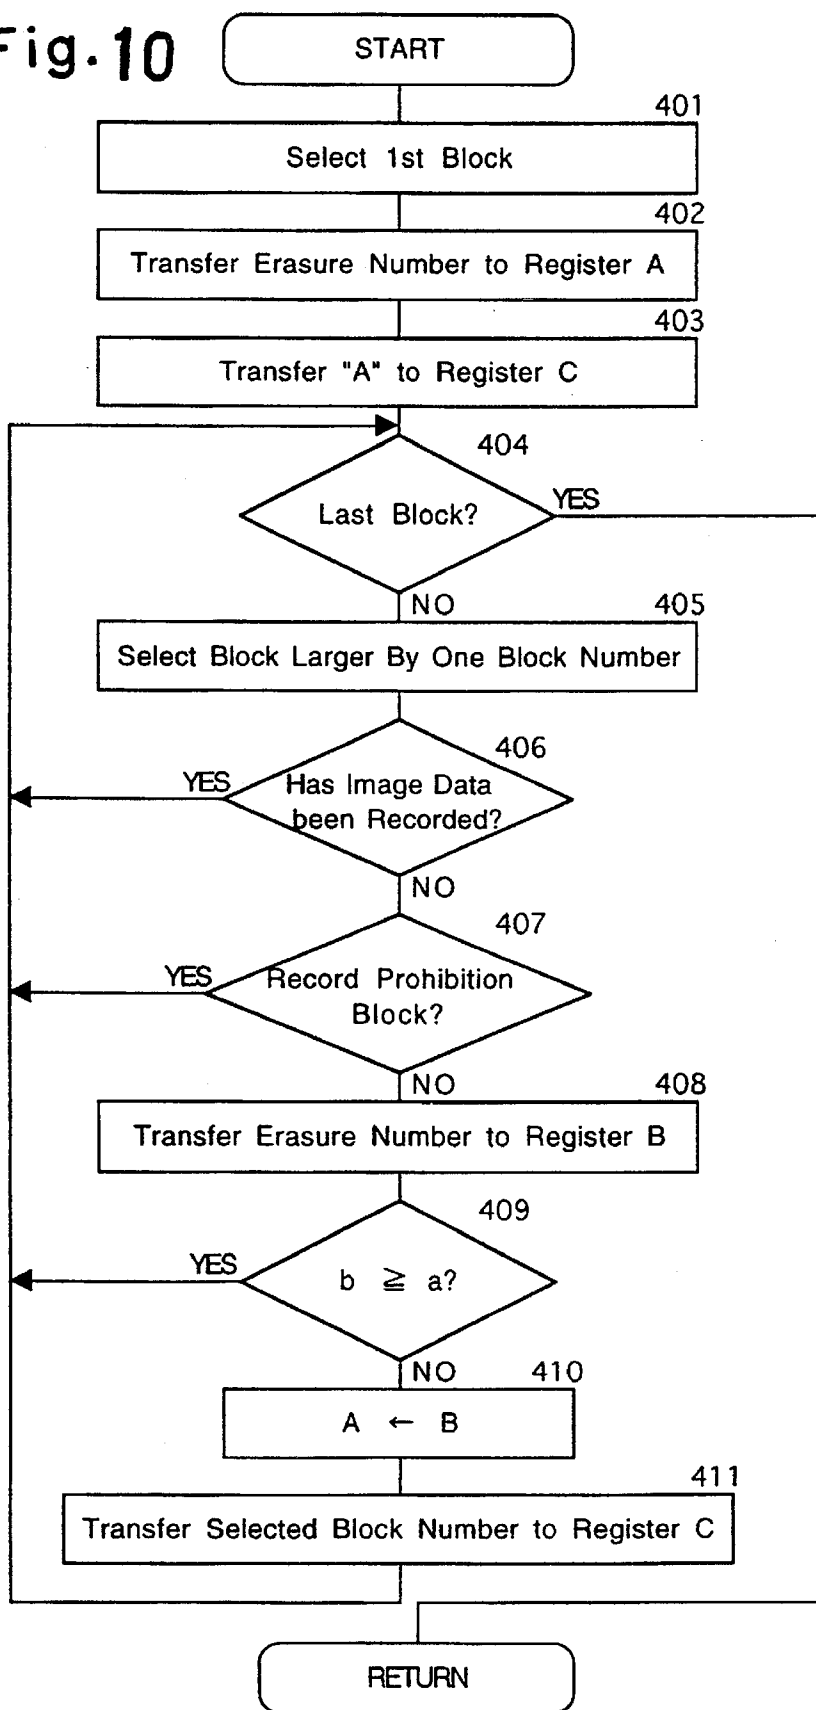 Fig. 10
START
401
Select 1st Block
402
Transfer Erasure Number to Register A
403
Transfer "A" to Register C
404
Last Block?
YES
NO
405
Select Block Larger By One Block Number
406
YES
Has Image Data
been Recorded?
NO
407
YES
Record Prohibition
Block?
NO
408
Transfer Erasure Number to Register B
409
YES
b ≧ a?
NO
410
A ← B
411
Transfer Selected Block Number to Register C
RETURN